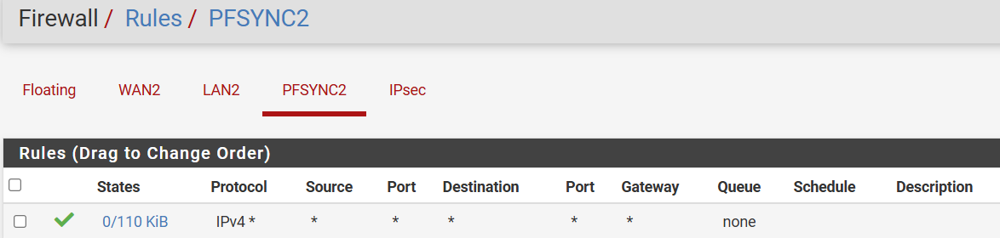 Firewall / Rules / PFSYNC2
Floating WAN2 LAN2 PFSYNC2 IPsec
Rules (Drag to Change Order)
States Protocol Source Port Destination Port Gateway Queue Schedule Description
0/110 KiB IPv4 * * * * * * none